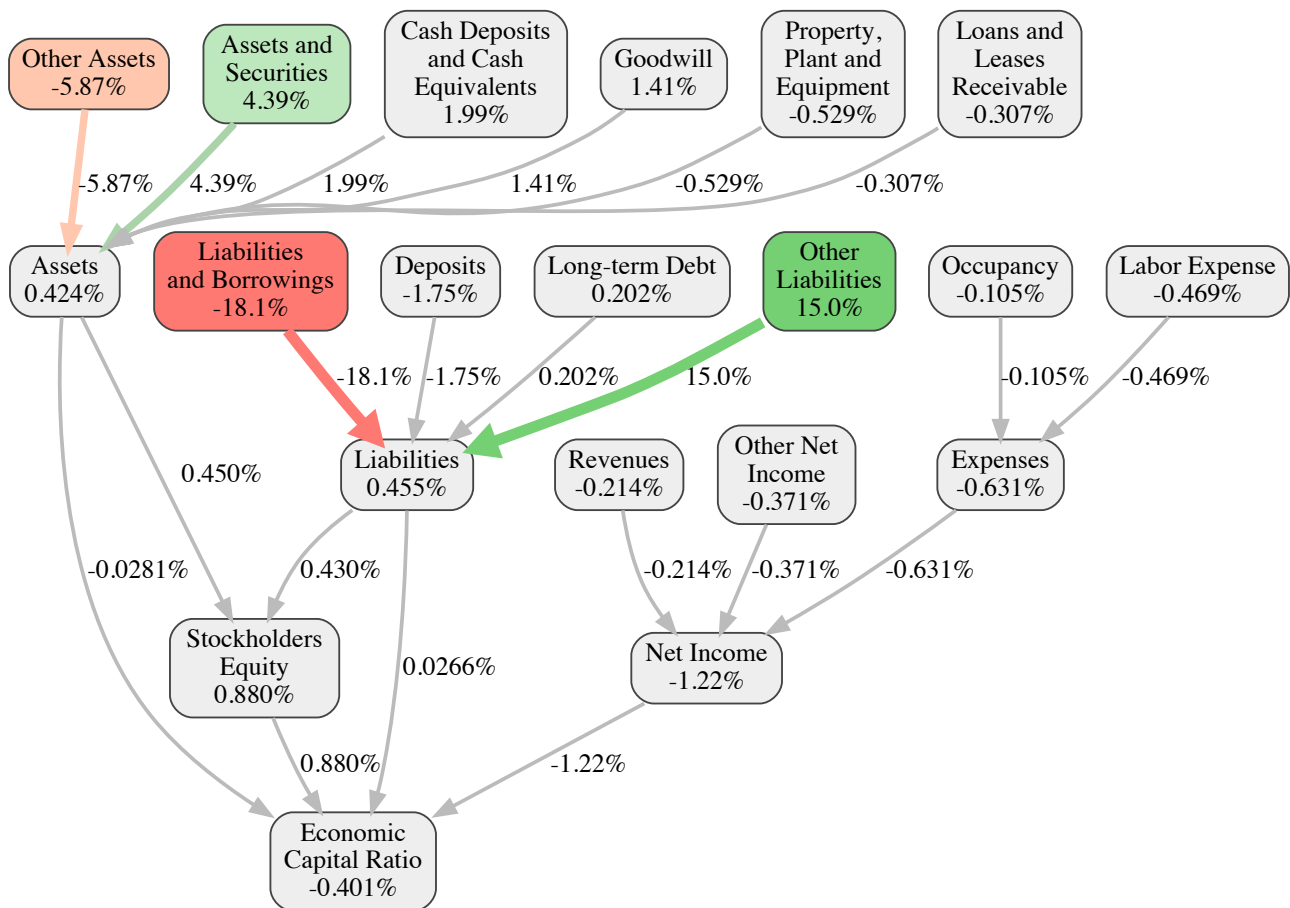 Other Assets
-5.87%
Assets and
Securities
4.39%
Cash Deposits
and Cash
Equivalents
1.99%
Goodwill
1.41%
Property,
Plant and
Equipment
-0.529%
Loans and
Leases
Receivable
-0.307%
-5.87%
4.39%
1.99%
1.41%
-0.529%
-0.307%
Assets
0.424%
Liabilities
and Borrowings
-18.1%
Deposits
-1.75%
Long-term Debt
0.202%
Other
Liabilities
15.0%
Occupancy
-0.105%
Labor Expense
-0.469%
-18.1%
-1.75%
0.202%
15.0%
-0.105%
-0.469%
0.450%
Liabilities
0.455%
Revenues
-0.214%
Other Net
Income
-0.371%
Expenses
-0.631%
-0.0281%
0.430%
-0.214%
-0.371%
-0.631%
Stockholders
Equity
0.880%
0.0266%
Net Income
-1.22%
0.880%
-1.22%
Economic
Capital Ratio
-0.401%